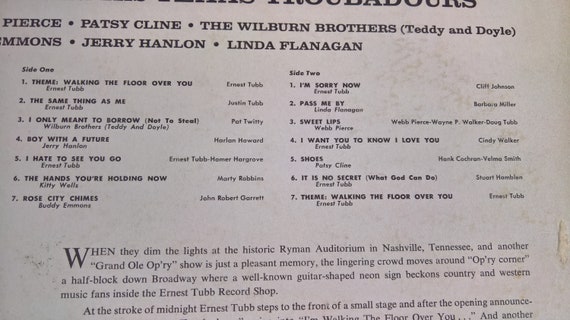 TEXAS TROUBADOURS
PIERCE • PATSY CLINE • THE WILBURN BROTHERS (Teddy and Doyle)
EMMONS • JERRY HANLON • LINDA FLANAGAN
Side One
1. THEME: WALKING THE FLOOR OVER YOU Ernest Tubb
Ernest Tubb
2. THE SAME THING AS ME Justin Tubb
Ernest Tubb
3. I ONLY MEANT TO BORROW (Not To Steal) Pat Twitty
Wilburn Brothers (Teddy And Doyle)
4. BOY WITH A FUTURE Harlan Howard
Jerry Hanlon
5. I HATE TO SEE YOU GO Ernest Tubb-Homer Hargrove
Ernest Tubb
6. THE HANDS YOU'RE HOLDING NOW Marty Robbins
Kitty Wells
7. ROSE CITY CHIMES John Robert Garrett
Buddy Emmons
Side Two
1. I'M SORRY NOW Cliff Johnson
Ernest Tubb
2. PASS ME BY Barbara Miller
Linda Flanagan
3. SWEET LIPS Webb Pierce-Wayne P. Walker-Doug Tubb
Webb Pierce
4. I WANT YOU TO KNOW I LOVE YOU Cindy Walker
Ernest Tubb
5. SHOES Hank Cochran-Velma Smith
Patsy Cline
6. IT IS NO SECRET (What God Can Do) Stuart Hamblen
Ernest Tubb
7. THEME: WALKING THE FLOOR OVER YOU Ernest Tubb
Ernest Tubb
WHEN they dim the lights at the historic Ryman Auditorium in Nashville, Tennessee, and another
"Grand Ole Op'ry" show is just a pleasant memory, the lingering crowd moves around "Op'ry corner"
a half-block down Broadway where a well-known guitar-shaped neon sign beckons country and western
music fans inside the Ernest Tubb Record Shop.
At the stroke of midnight Ernest Tubb steps to the front of a small stage and after the opening announce-
"I'm Walking The Floor Over You . . ." And another